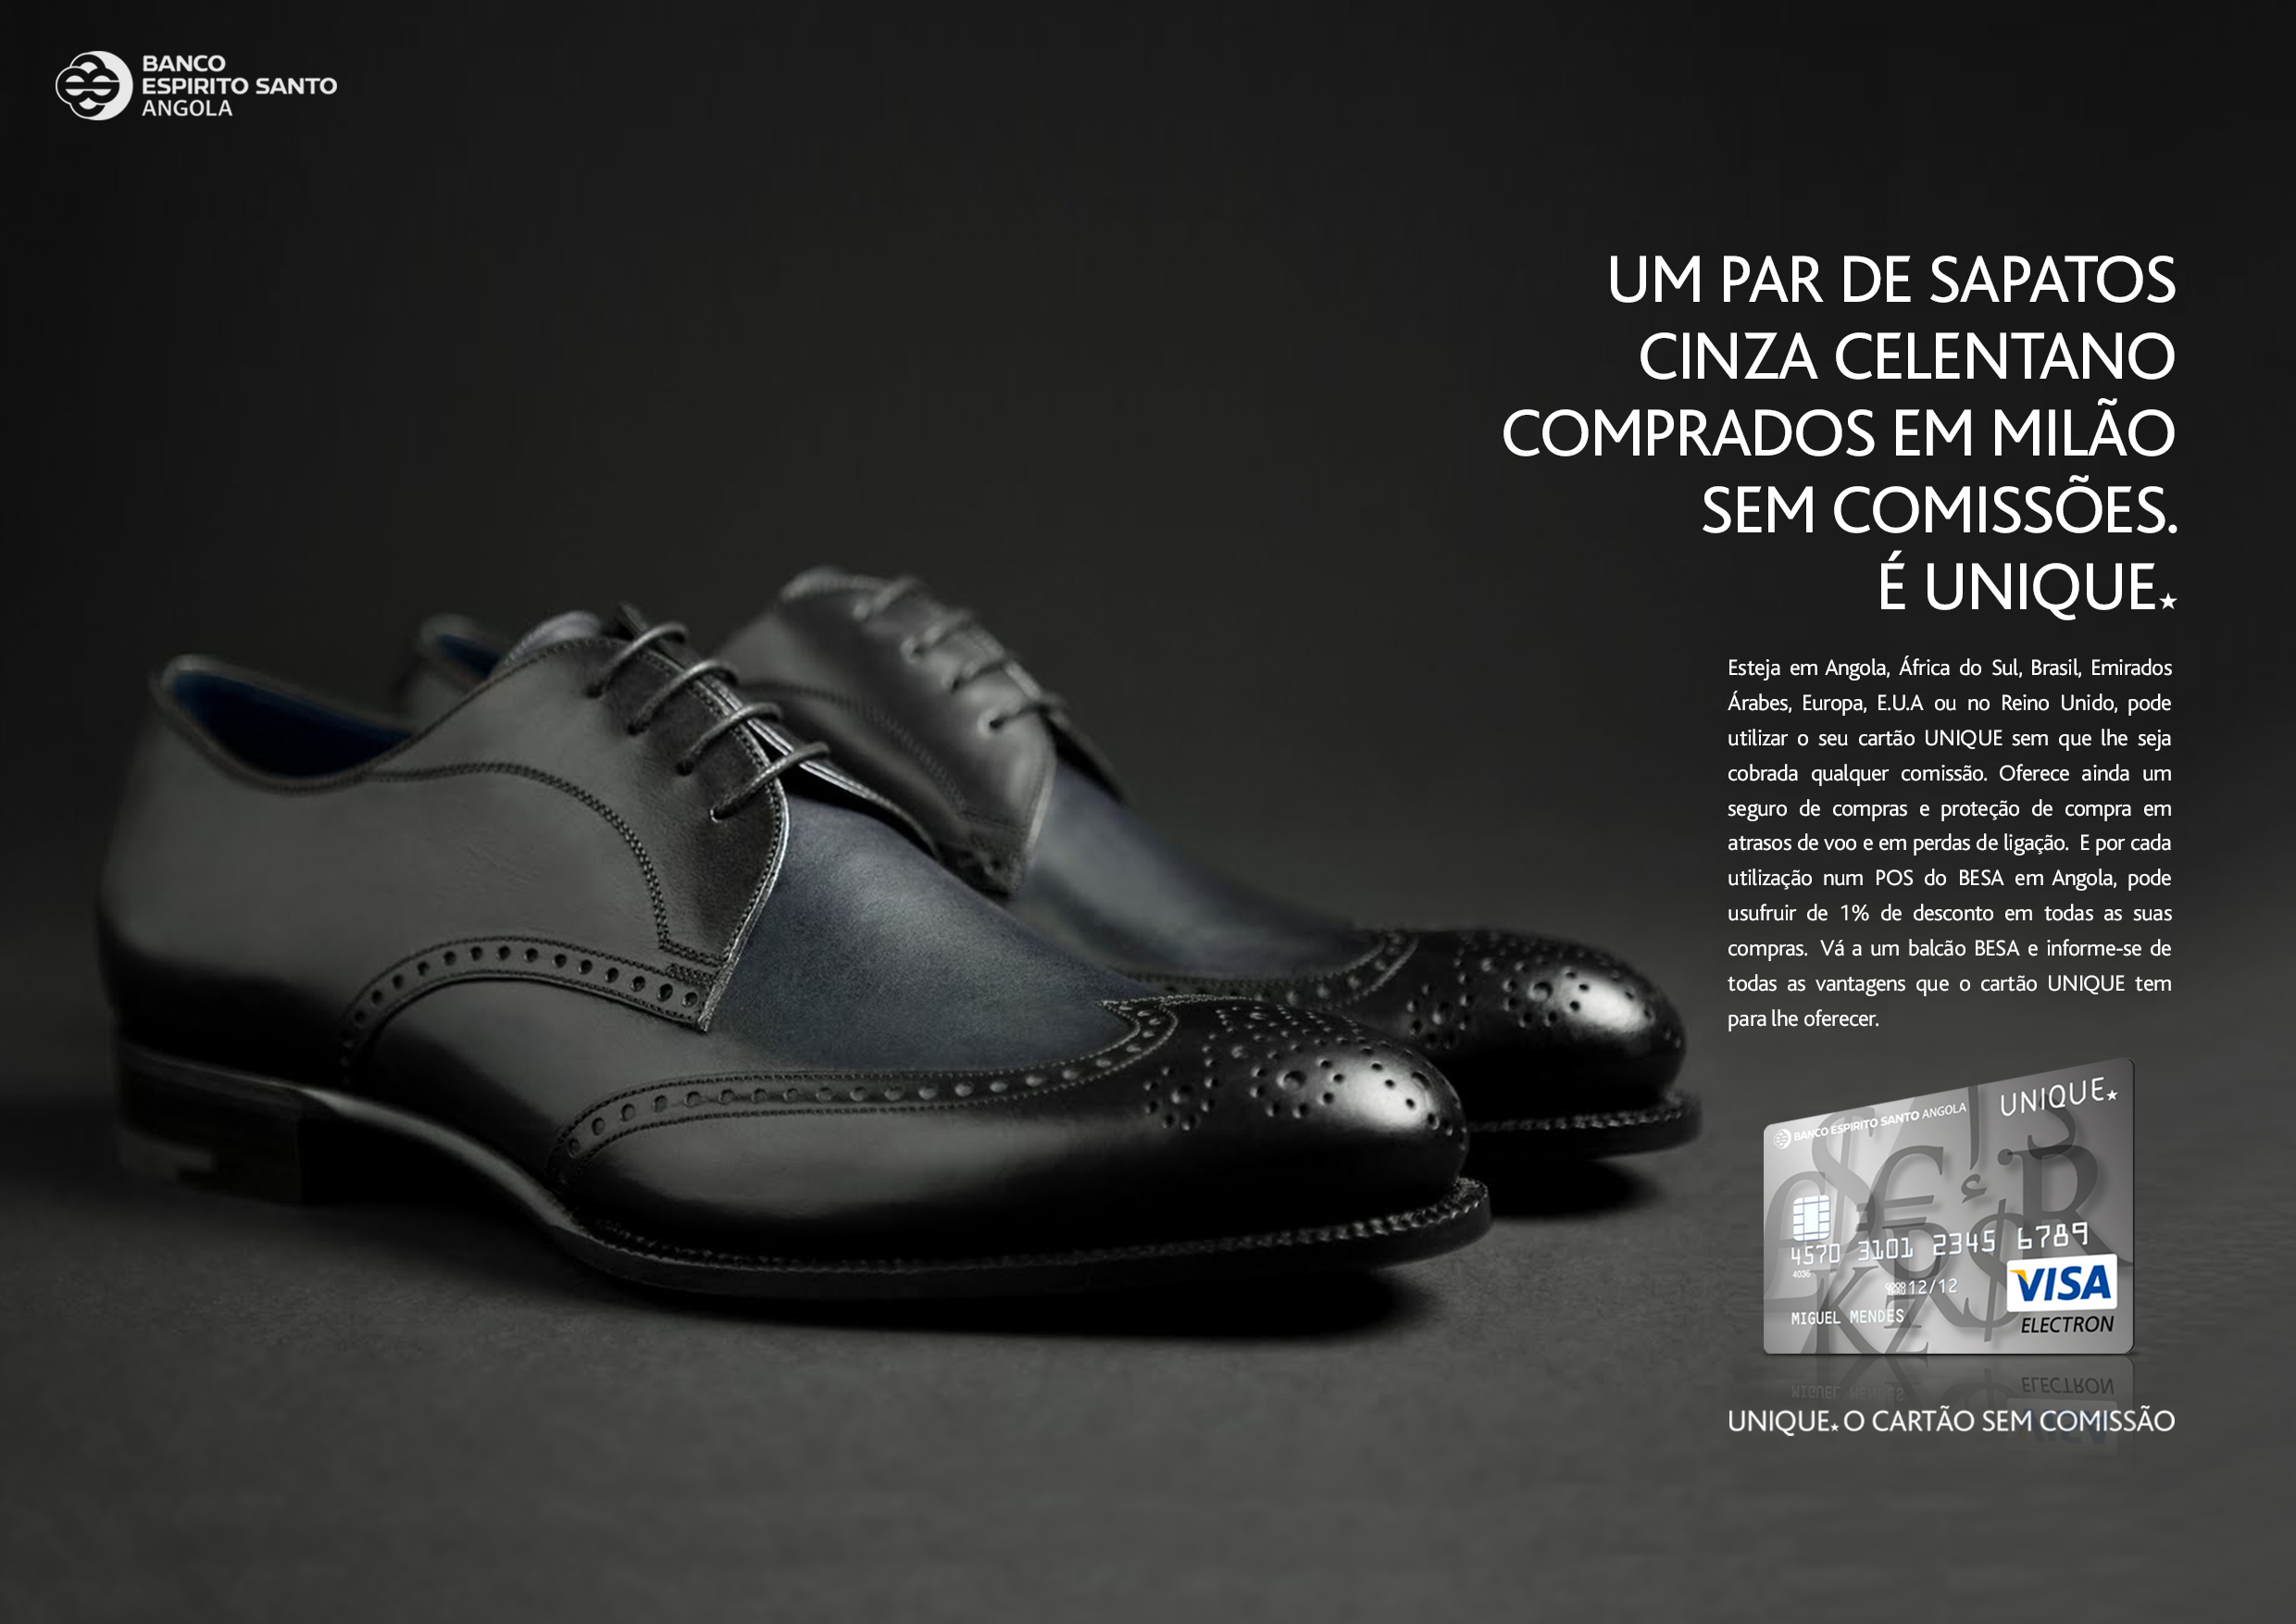 BANCO
ESPIRITO SANTO
ANGOLA
UM PAR DE SAPATOS
CINZA CELENTANO
COMPRADOS EM MILÃO
SEM COMISSÕES.
É UNIQUE★
Esteja em Angola, África do Sul, Brasil, Emirados
Árabes, Europa, E.U.A ou no Reino Unido, pode
utilizar o seu cartão UNIQUE sem que lhe seja
cobrada qualquer comissão. Oferece ainda um
seguro de compras e proteção de compra em
atrasos de voo e em perdas de ligação. E por cada
utilização num POS do BESA em Angola, pode
usufruir de 1% de desconto em todas as suas
compras. Vá a um balcão BESA e informe-se de
todas as vantagens que o cartão UNIQUE tem
para lhe oferecer.
UNIQUE★
BANCO ESPIRITO SANTO ANGOLA
4570 3101 2345 6789
4036
12/12
MIGUEL MENDES
VISA
ELECTRON
UNIQUE★O CARTÃO SEM COMISSÃO